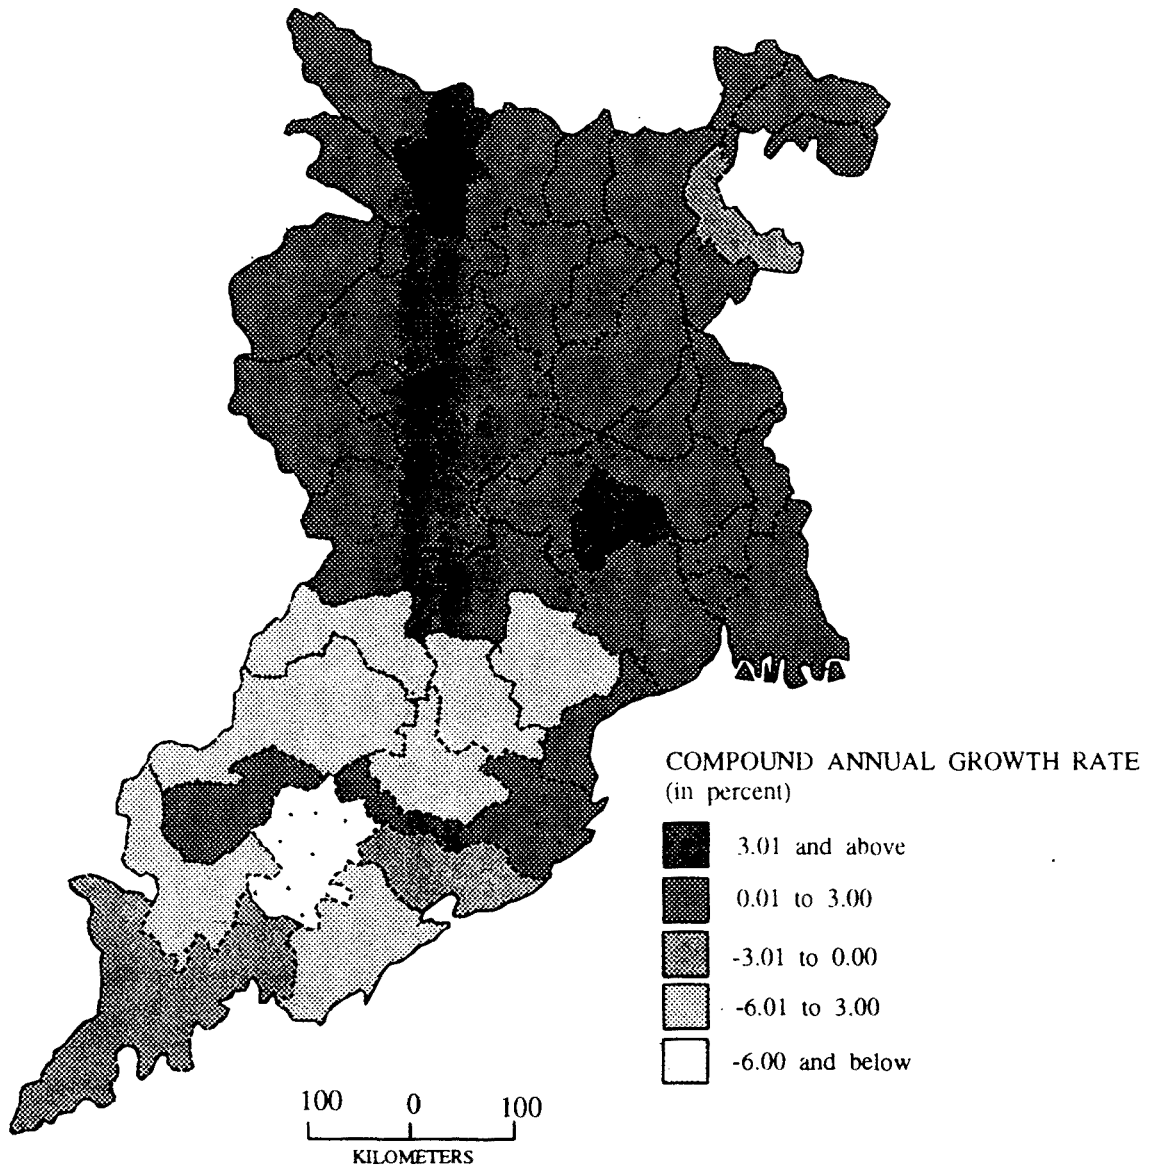 COMPOUND ANNUAL GROWTH RATE
(in percent)
3.01 and above
0.01 to 3.00
-3.01 to 0.00
-6.01 to 3.00
-6.00 and below
100 0 100
KILOMETERS